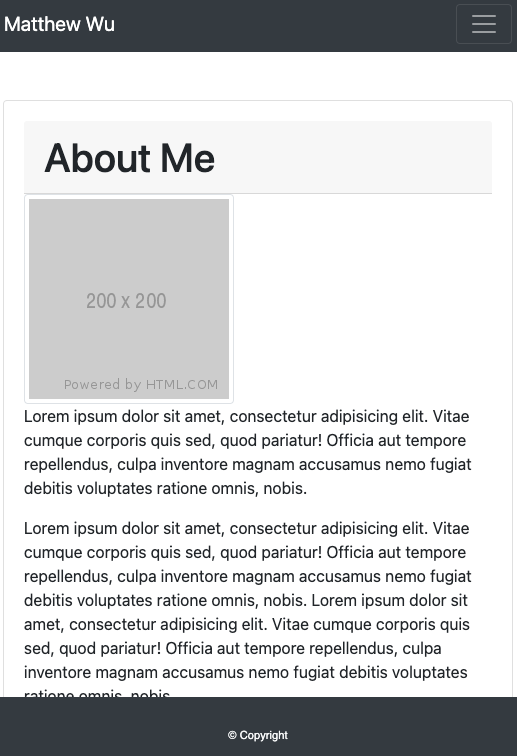 Matthew Wu
About Me
200 x 200
Powered by HTML.COM
Lorem ipsum dolor sit amet, consectetur adipisicing elit. Vitae
cumque corporis quis sed, quod pariatur! Officia aut tempore
repellendus, culpa inventore magnam accusamus nemo fugiat
debitis voluptates ratione omnis, nobis.
Lorem ipsum dolor sit amet, consectetur adipisicing elit. Vitae
cumque corporis quis sed, quod pariatur! Officia aut tempore
repellendus, culpa inventore magnam accusamus nemo fugiat
debitis voluptates ratione omnis, nobis. Lorem ipsum dolor sit
amet, consectetur adipisicing elit. Vitae cumque corporis quis
sed, quod pariatur! Officia aut tempore repellendus, culpa
inventore magnam accusamus nemo fugiat debitis voluptates
ratione omnis, nobis.
© Copyright